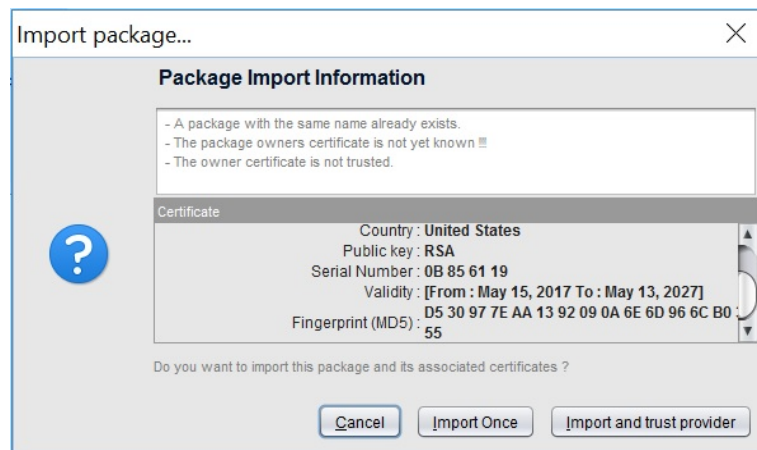 Import package...
Package Import Information
- A package with the same name already exists.
- The package owners certificate is not yet known !!!
- The owner certificate is not trusted.
Certificate
Country : United States
Public key : RSA
Serial Number : 0B 85 61 19
Validity : [From : May 15, 2017 To : May 13, 2027]
Fingerprint (MD5) : D5 30 97 7E AA 13 92 09 0A 6E 6D 96 6C B0
55
Do you want to import this package and its associated certificates ?
Cancel Import Once Import and trust provider